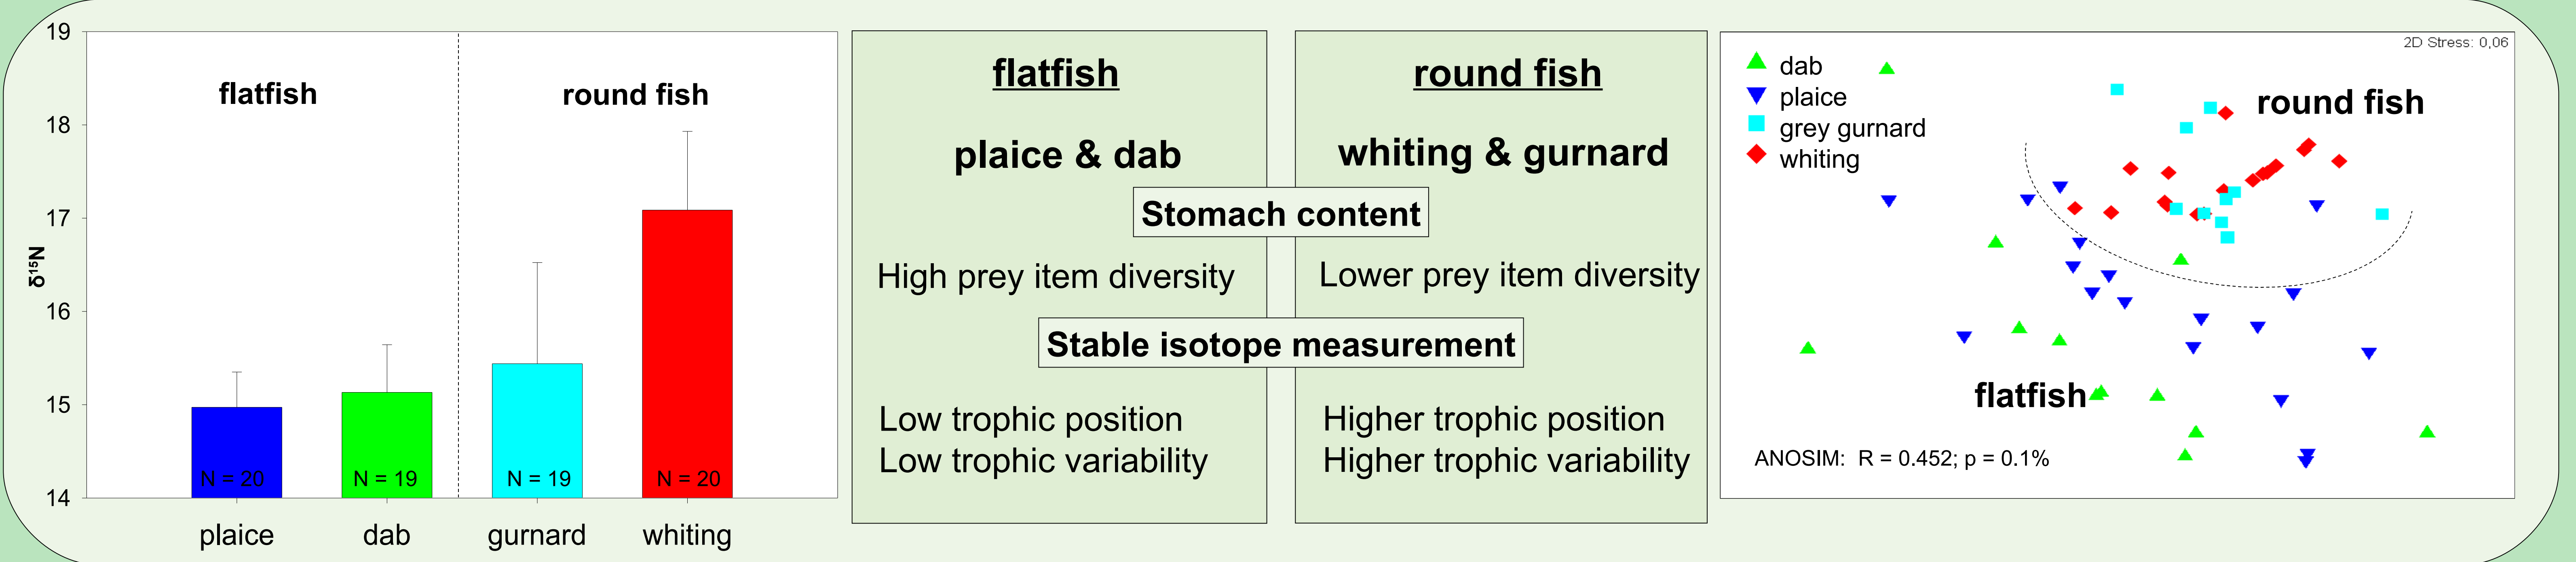 19
18
17
16
15
14
δ¹⁵N
flatfish
round fish
N = 20
N = 19
N = 19
N = 20
plaice
dab
gurnard
whiting
flatfish
round fish
plaice & dab
whiting & gurnard
Stomach content
High prey item diversity
Lower prey item diversity
Stable isotope measurement
Low trophic position
Low trophic variability
Higher trophic position
Higher trophic variability
2D Stress: 0,06
dab
plaice
grey gurnard
whiting
round fish
flatfish
ANOSIM: R = 0.452; p = 0.1%